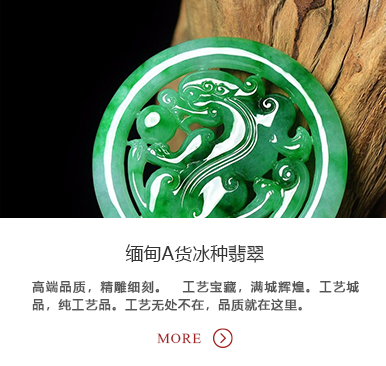 缅甸A货冰种翡翠
高端品质，精雕细刻。 工艺宝藏，满城辉煌。工艺城
品，纯工艺品。工艺无处不在，品质就在这里。
MORE